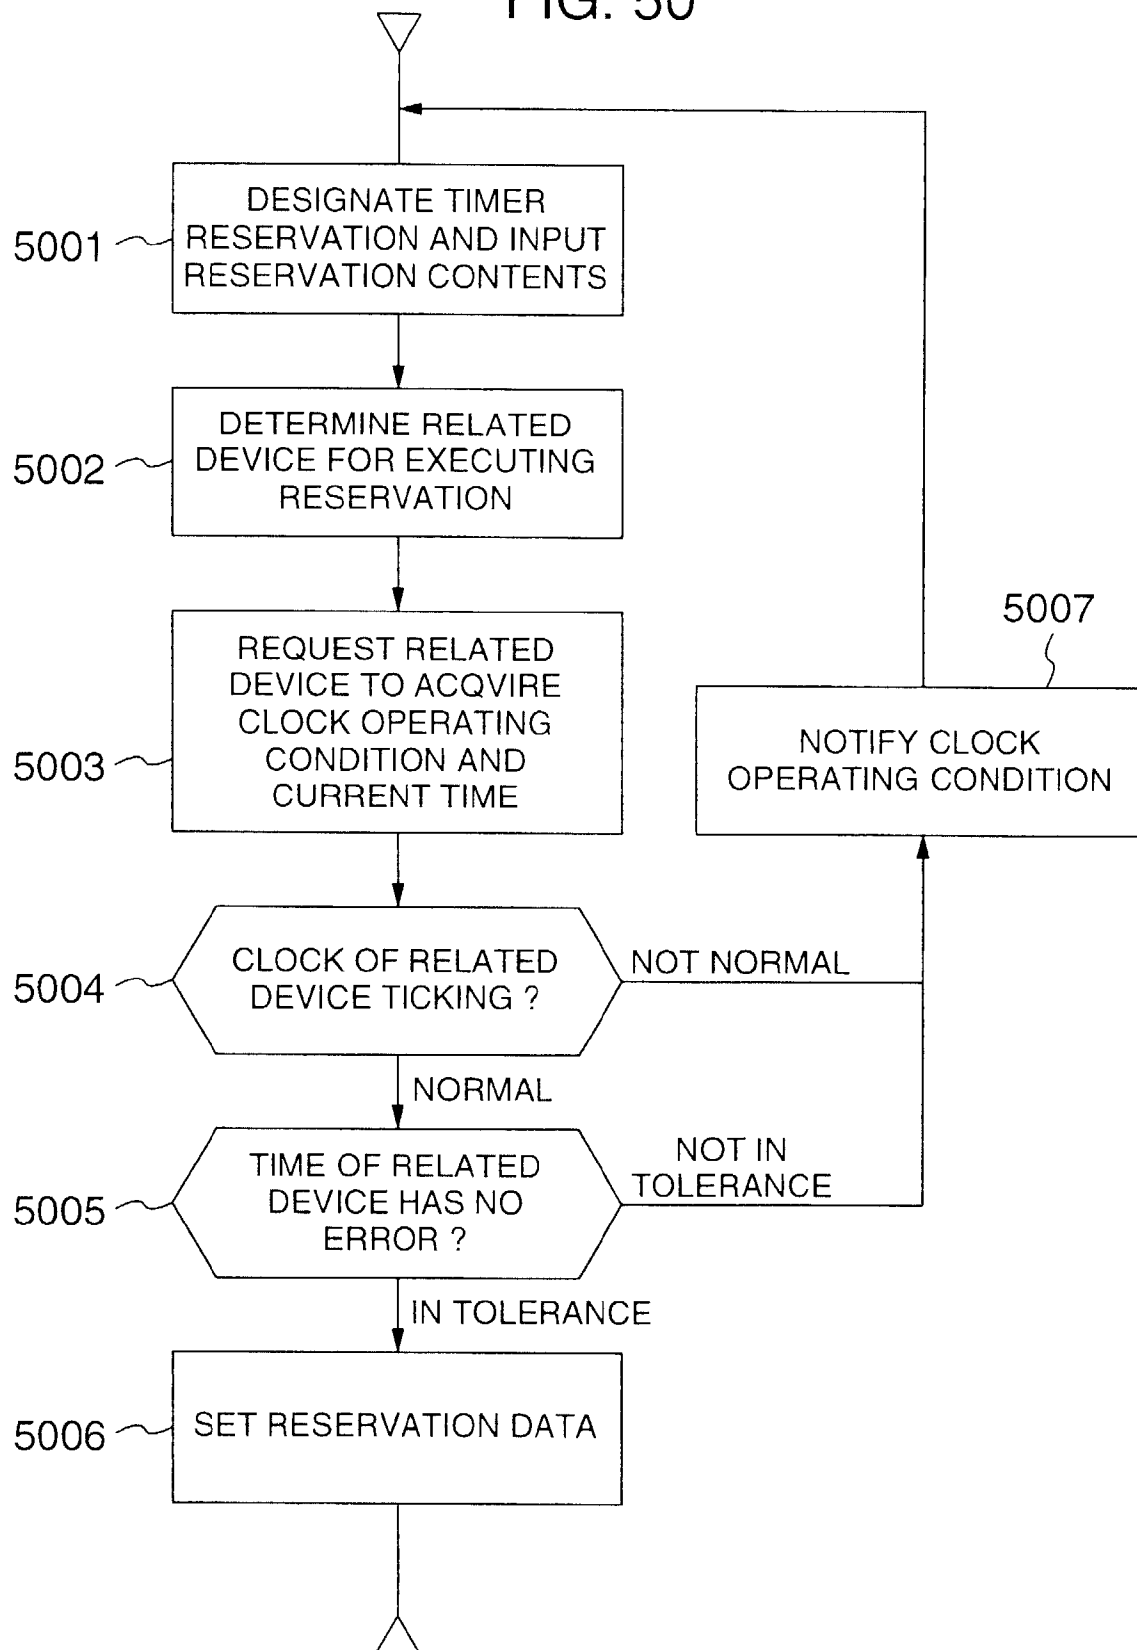 FIG. 50
5001
DESIGNATE TIMER
RESERVATION AND INPUT
RESERVATION CONTENTS
5002
DETERMINE RELATED
DEVICE FOR EXECUTING
RESERVATION
5003
REQUEST RELATED
DEVICE TO ACQVIRE
CLOCK OPERATING
CONDITION AND
CURRENT TIME
5007
NOTIFY CLOCK
OPERATING CONDITION
5004
CLOCK OF RELATED
DEVICE TICKING ?
NOT NORMAL
NORMAL
5005
TIME OF RELATED
DEVICE HAS NO
ERROR ?
NOT IN
TOLERANCE
IN TOLERANCE
5006
SET RESERVATION DATA